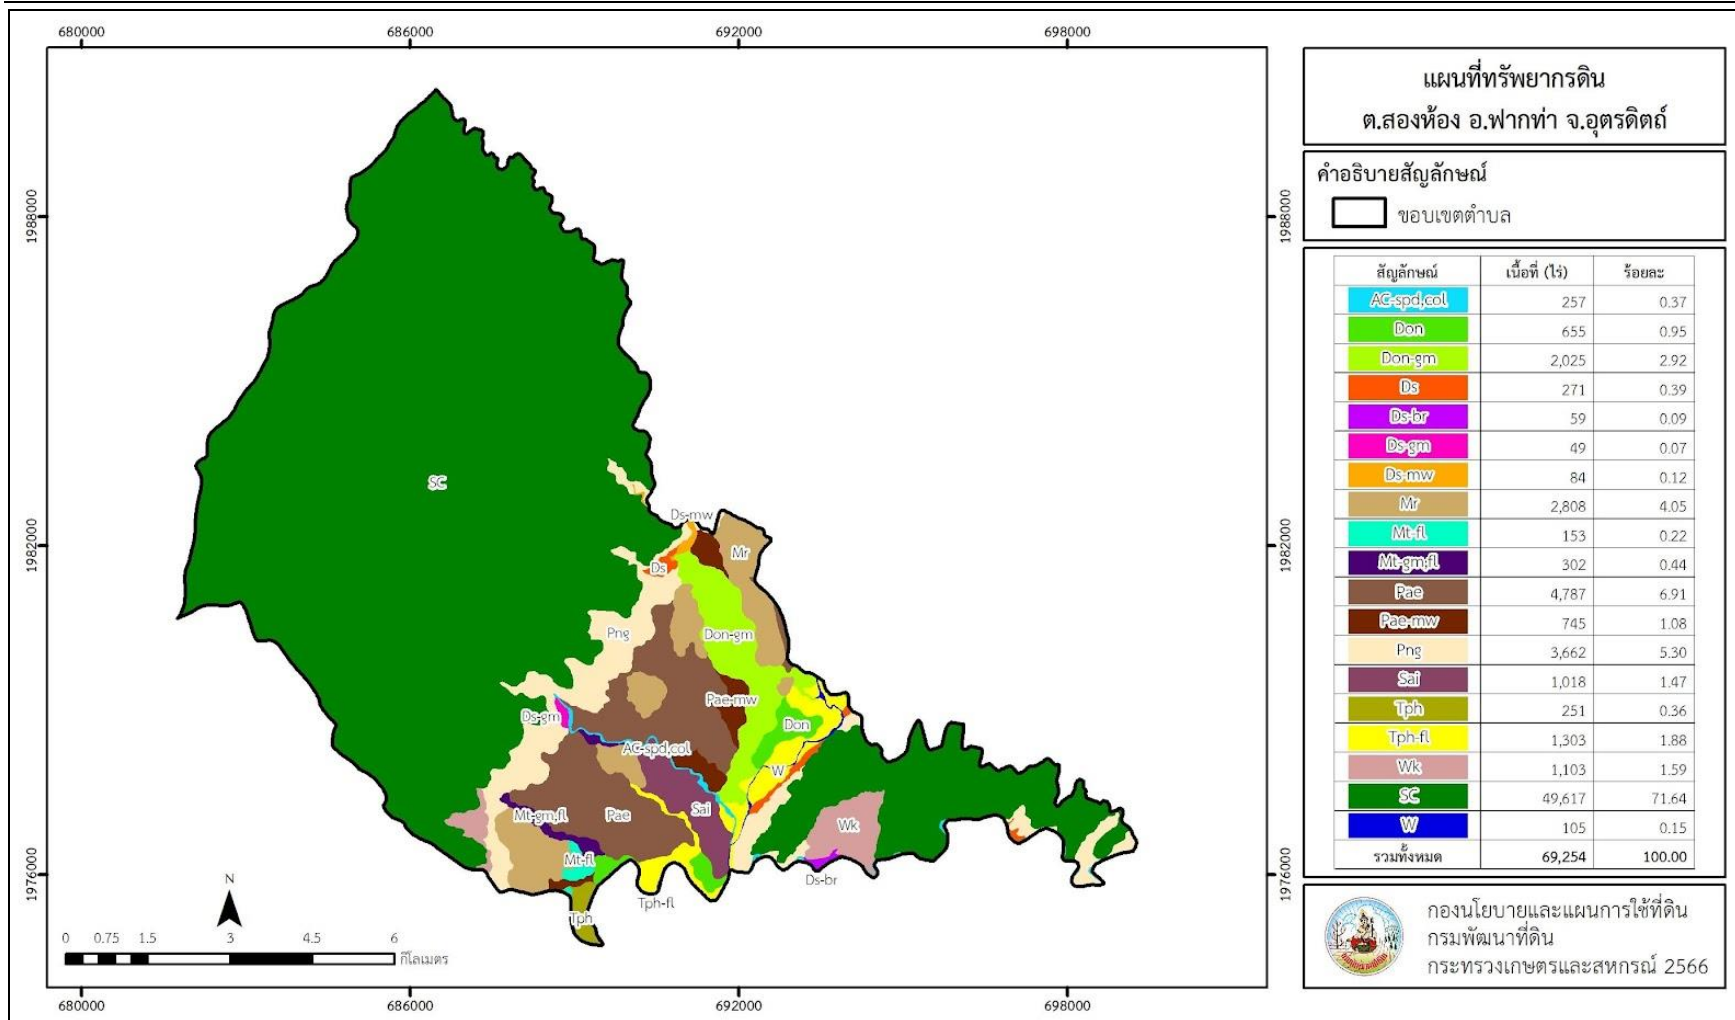 680000
686000
692000
698000
1988000
1988000
1982000
1982000
1976000
1976000
SC
Ds-mw
Mr
Ds
Png
Don-gm
Pae-mw
Ds-gm
Don
AC-spd,col
W
Sai
Mt-gm,fl
Pae
Wk
Mt-fl
Ds-br
Tph-fl
Tph
N
0 0.75 1.5 3 4.5 6
กิโลเมตร
680000
686000
692000
698000
แผนที่ทรัพยากรดิน
ต.สองห้อง อ.ฟากท่า จ.อุตรดิตถ์
คำอธิบายสัญลักษณ์
ขอบเขตตำบล
สัญลักษณ์ เนื้อที่ (ไร่) ร้อยละ
AC-spd,col 257 0.37
Don 655 0.95
Don-gm 2,025 2.92
Ds 271 0.39
Ds-br 59 0.09
Ds-gm 49 0.07
Ds-mw 84 0.12
Mr 2,808 4.05
Mt-fl 153 0.22
Mt-gm,fl 302 0.44
Pae 4,787 6.91
Pae-mw 745 1.08
Png 3,662 5.30
Sai 1,018 1.47
Tph 251 0.36
Tph-fl 1,303 1.88
Wk 1,103 1.59
SC 49,617 71.64
W 105 0.15
รวมทั้งหมด 69,254 100.00
กองนโยบายและแผนการใช้ที่ดิน
กรมพัฒนาที่ดิน
กระทรวงเกษตรและสหกรณ์ 2566